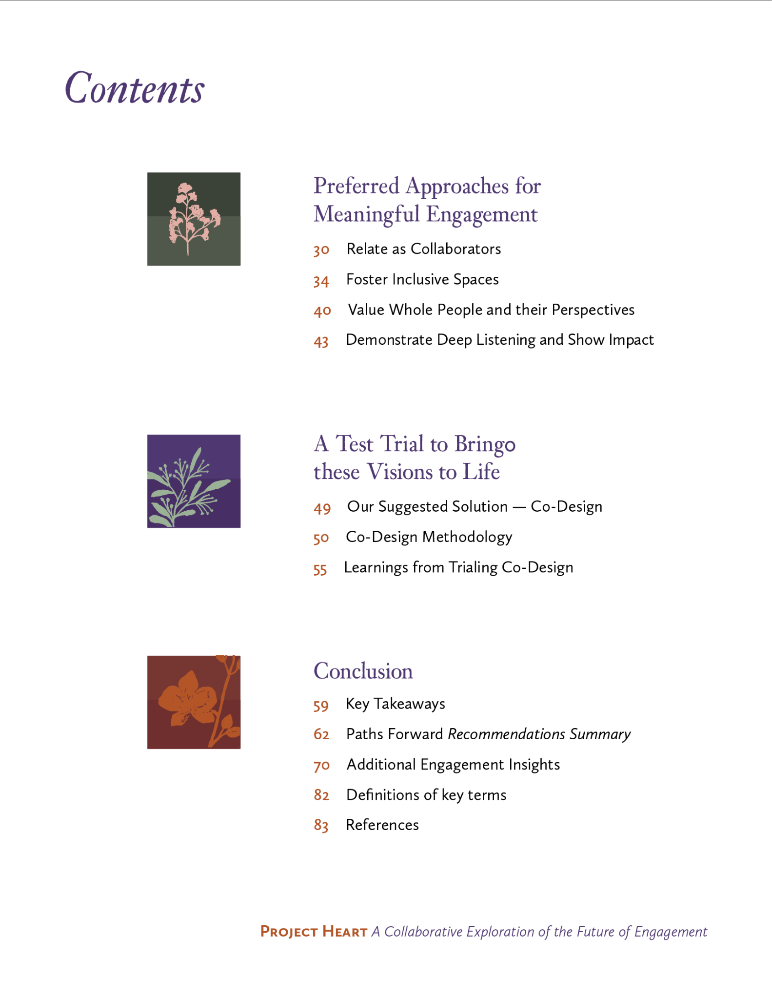 Contents
Preferred Approaches for
Meaningful Engagement
30 Relate as Collaborators
34 Foster Inclusive Spaces
40 Value Whole People and their Perspectives
43 Demonstrate Deep Listening and Show Impact
A Test Trial to Bringo
these Visions to Life
49 Our Suggested Solution — Co-Design
50 Co-Design Methodology
55 Learnings from Trialing Co-Design
Conclusion
59 Key Takeaways
62 Paths Forward Recommendations Summary
70 Additional Engagement Insights
82 Definitions of key terms
83 References
Project Heart A Collaborative Exploration of the Future of Engagement